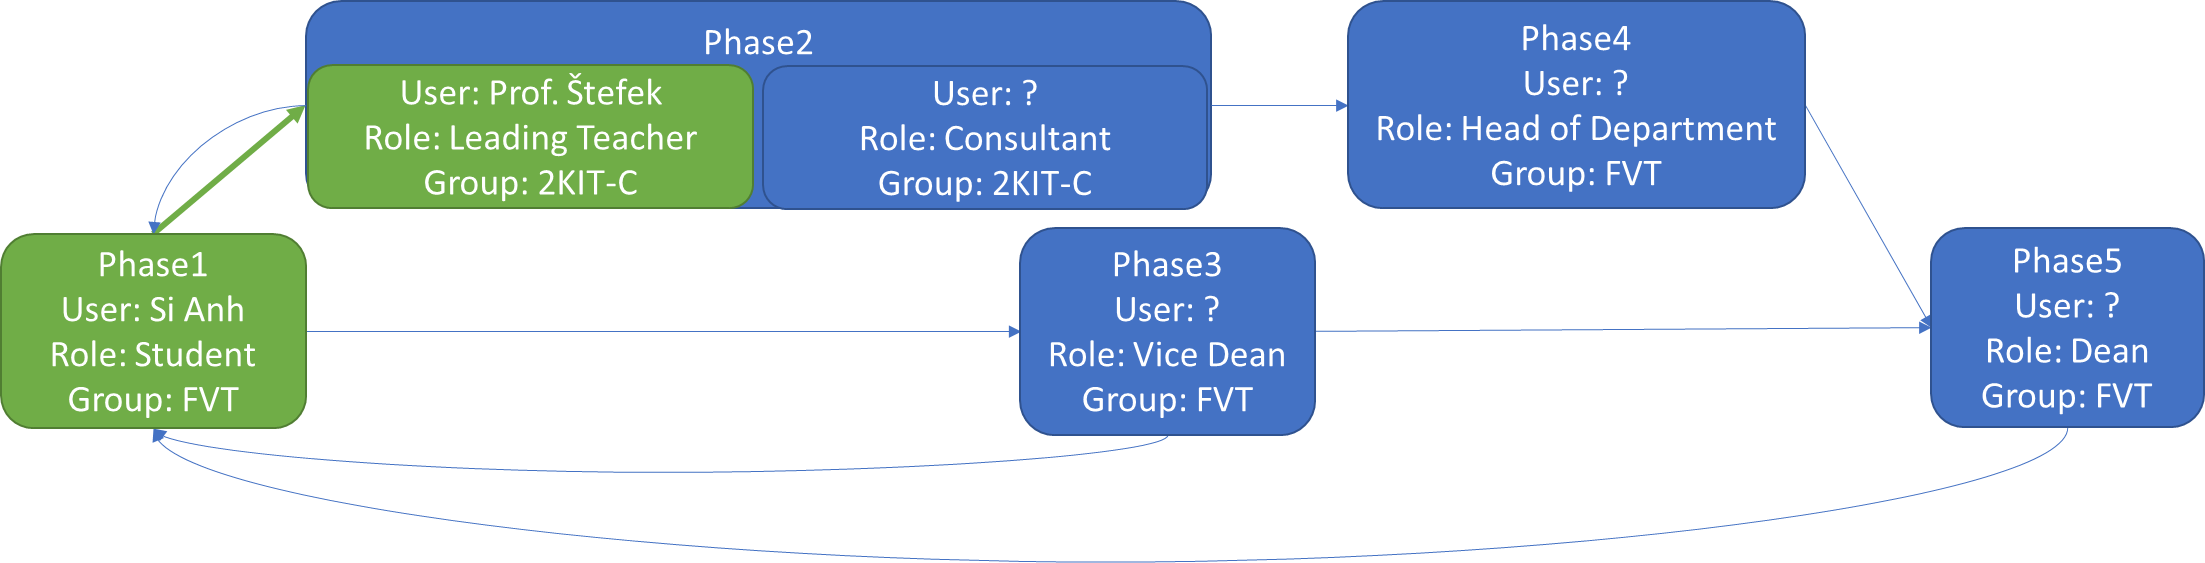 Phase2
User: Prof. Štefek
Role: Leading Teacher
Group: 2KIT-C
User: ?
Role: Consultant
Group: 2KIT-C
Phase4
User: ?
Role: Head of Department
Group: FVT
Phase1
User: Si Anh
Role: Student
Group: FVT
Phase3
User: ?
Role: Vice Dean
Group: FVT
Phase5
User: ?
Role: Dean
Group: FVT